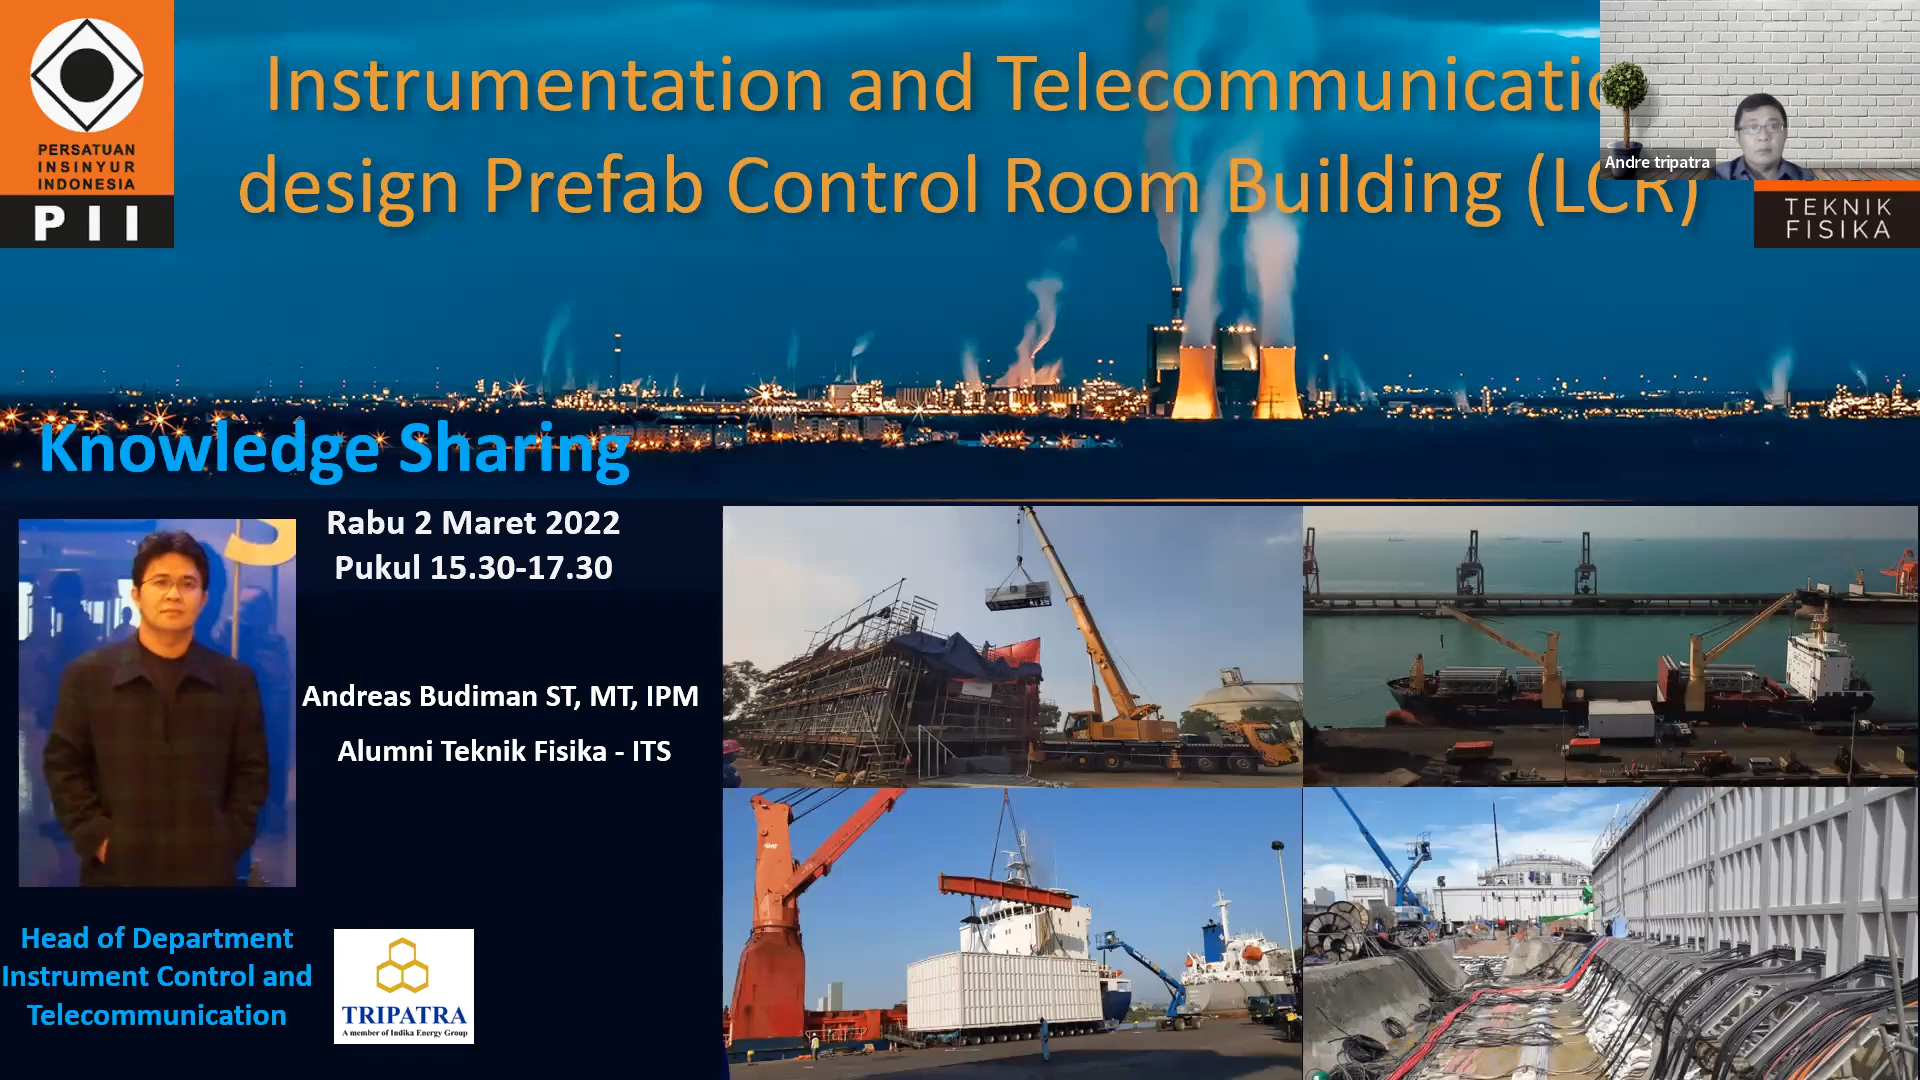 PERSATUAN
INSINYUR
INDONESIA
PII
Instrumentation and Telecommunicatio
design Prefab Control Room Building (LCR)
Andre tripatra
TEKNIK
FISIKA
Knowledge Sharing
Rabu 2 Maret 2022
Pukul 15.30-17.30
Andreas Budiman ST, MT, IPM
Alumni Teknik Fisika - ITS
Head of Department
Instrument Control and
Telecommunication
TRIPATRA
A member of Indika Energy Group